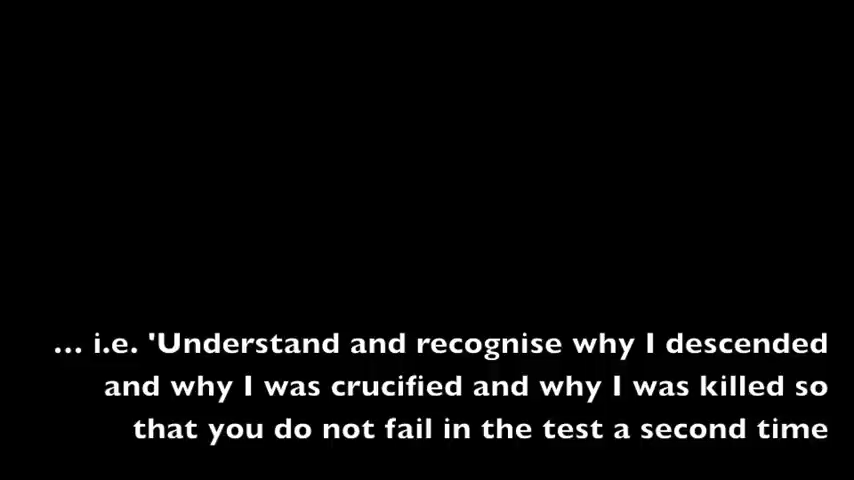 ... i.e. 'Understand and recognise why I descended
and why I was crucified and why I was killed so
that you do not fail in the test a second time